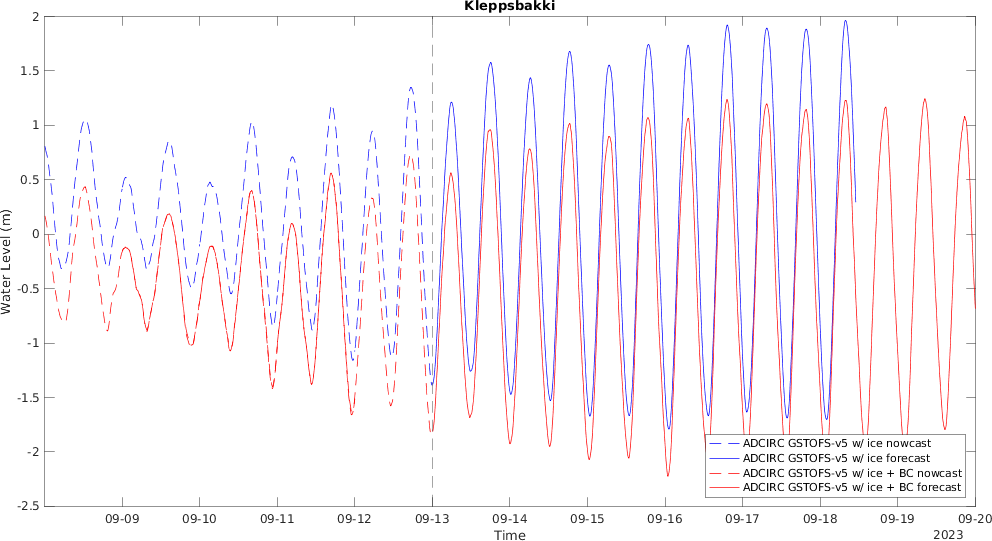 Kleppsbakki
Water Level (m)
2
1.5
1
0.5
0
-0.5
-1
-1.5
-2
-2.5
ADCIRC GSTOFS-v5 w/ ice nowcast
ADCIRC GSTOFS-v5 w/ ice forecast
ADCIRC GSTOFS-v5 w/ ice + BC nowcast
ADCIRC GSTOFS-v5 w/ ice + BC forecast
09-09 09-10 09-11 09-12 09-13 09-14 09-15 09-16 09-17 09-18 09-19 09-20
Time
2023